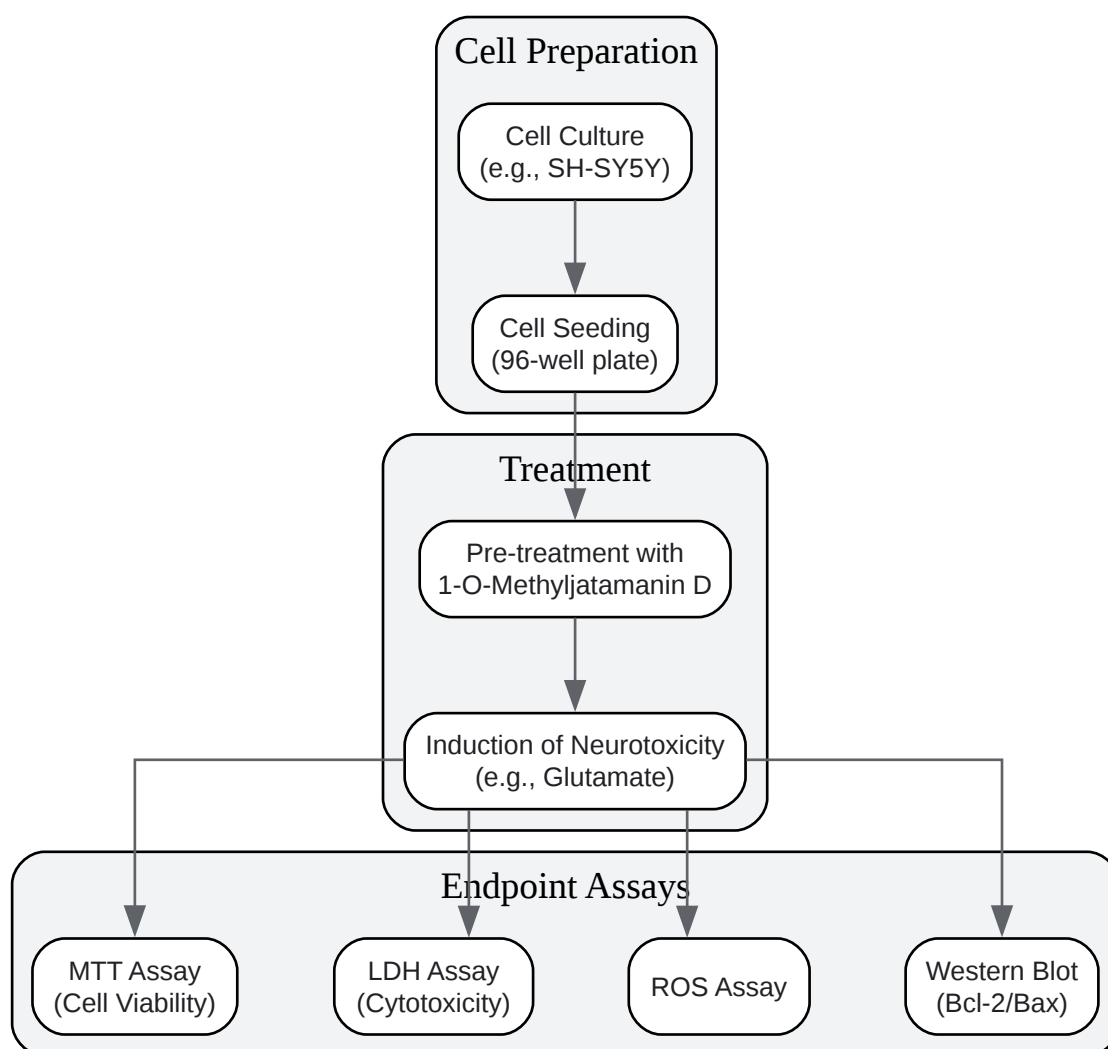 Cell Preparation
Cell Culture
(e.g., SH-SY5Y)
Cell Seeding
(96-well plate)
Treatment
Pre-treatment with
1-O-Methyljatamanin D
Induction of Neurotoxicity
(e.g., Glutamate)
Endpoint Assays
MTT Assay
(Cell Viability)
LDH Assay
(Cytotoxicity)
ROS Assay
Western Blot
(Bcl-2/Bax)